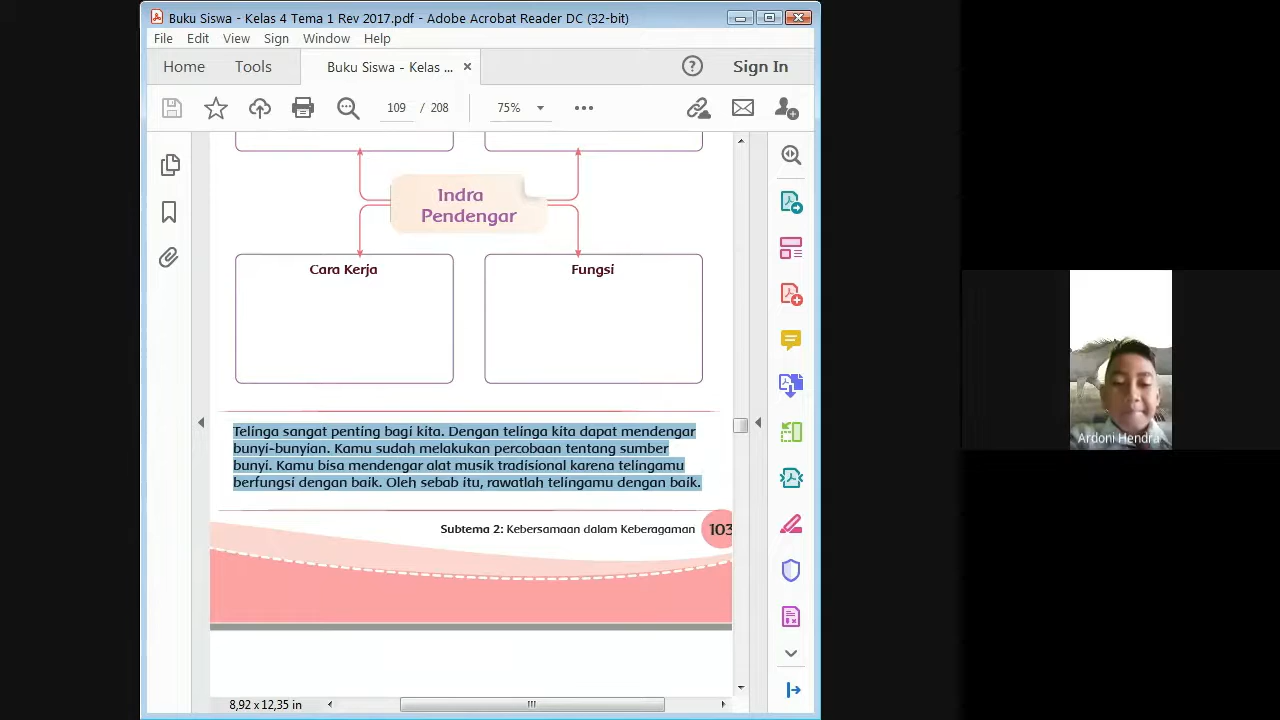 Buku Siswa - Kelas 4 Tema 1 Rev 2017.pdf - Adobe Acrobat Reader DC (32-bit)
File Edit View Sign Window Help
Home Tools Buku Siswa - Kelas ... × Sign In
109 / 208 75%
Indra
Pendengar
Cara Kerja Fungsi
Telinga sangat penting bagi kita. Dengan telinga kita dapat mendengar
bunyi-bunyian. Kamu sudah melakukan percobaan tentang sumber
bunyi. Kamu bisa mendengar alat musik tradisional karena telingamu
berfungsi dengan baik. Oleh sebab itu, rawatlah telingamu dengan baik.
Subtema 2: Kebersamaan dalam Keberagaman 103
8,92 x 12,35 in
Ardoni Hendra